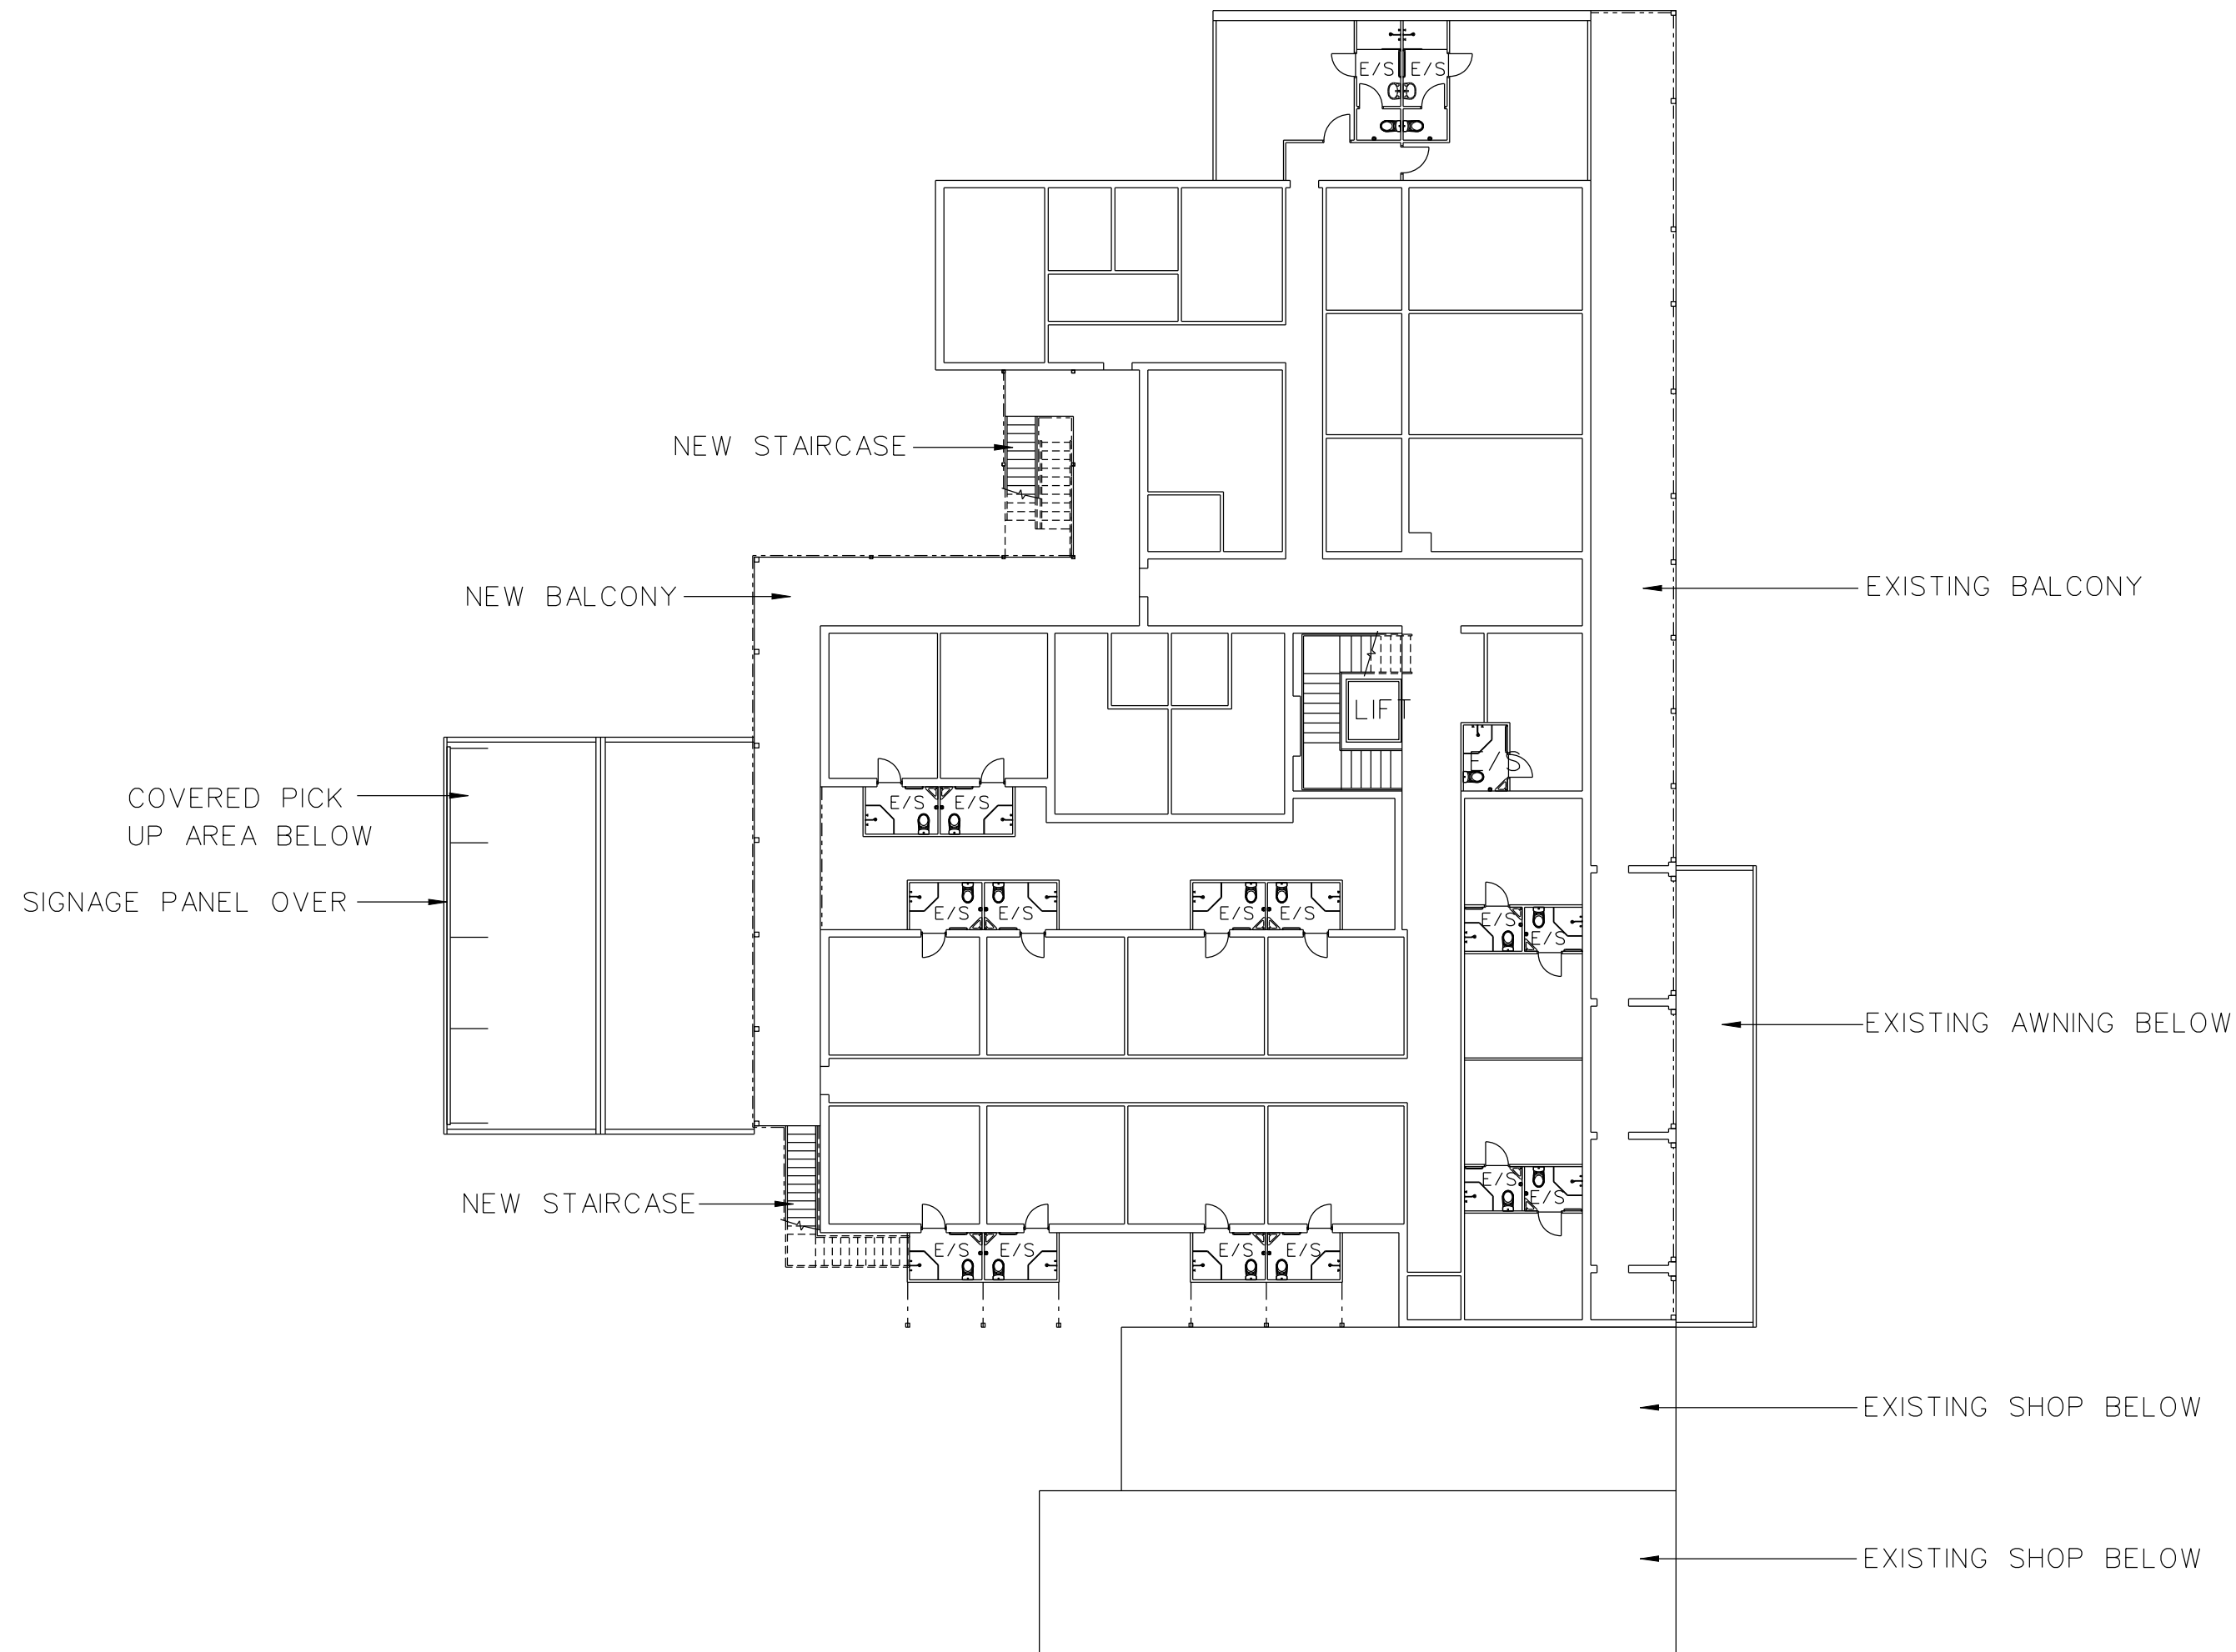 E/S E/S
NEW STAIRCASE
NEW BALCONY
EXISTING BALCONY
LIFT
E/S
COVERED PICK
UP AREA BELOW
E/S E/S
SIGNAGE PANEL OVER
E/S E/S E/S E/S E/S
E/S
EXISTING AWNING BELOW
E/S
E/S
NEW STAIRCASE
E/S E/S E/S E/S
EXISTING SHOP BELOW
EXISTING SHOP BELOW